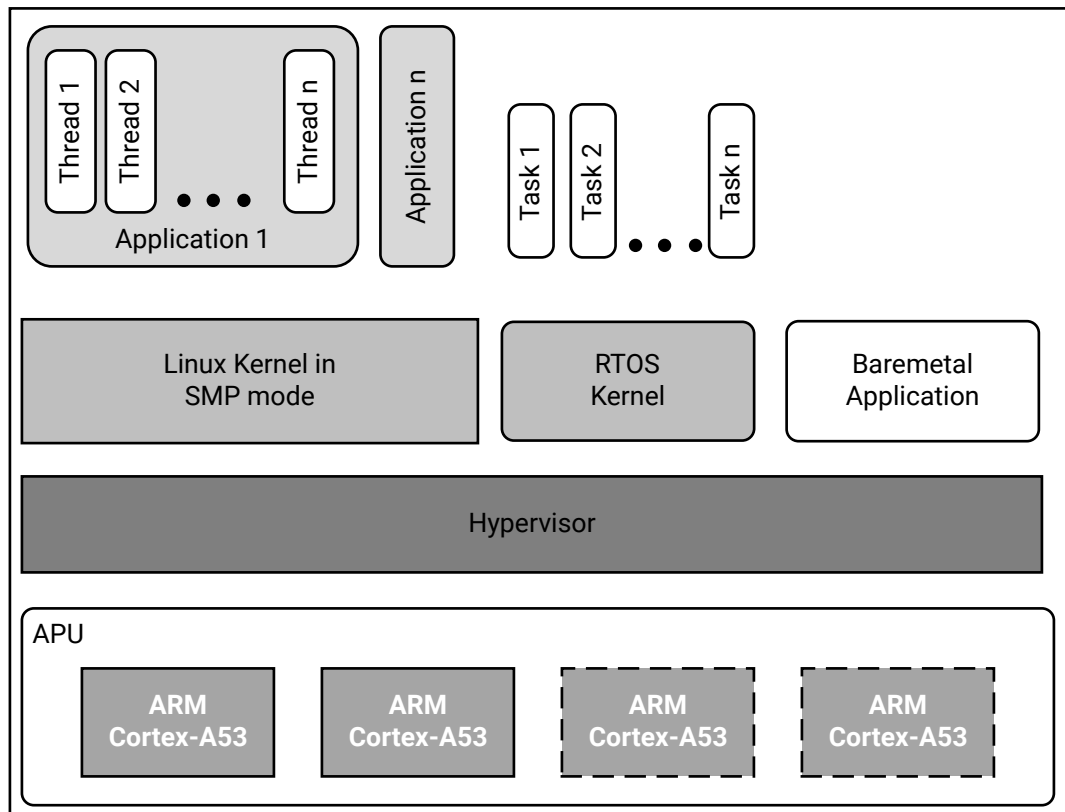 Thread 1
Thread 2
Thread n
Application 1
Application n
Task 1
Task 2
Task n
Linux Kernel in
SMP mode
RTOS
Kernel
Baremetal
Application
Hypervisor
APU
ARM
Cortex-A53
ARM
Cortex-A53
ARM
Cortex-A53
ARM
Cortex-A53